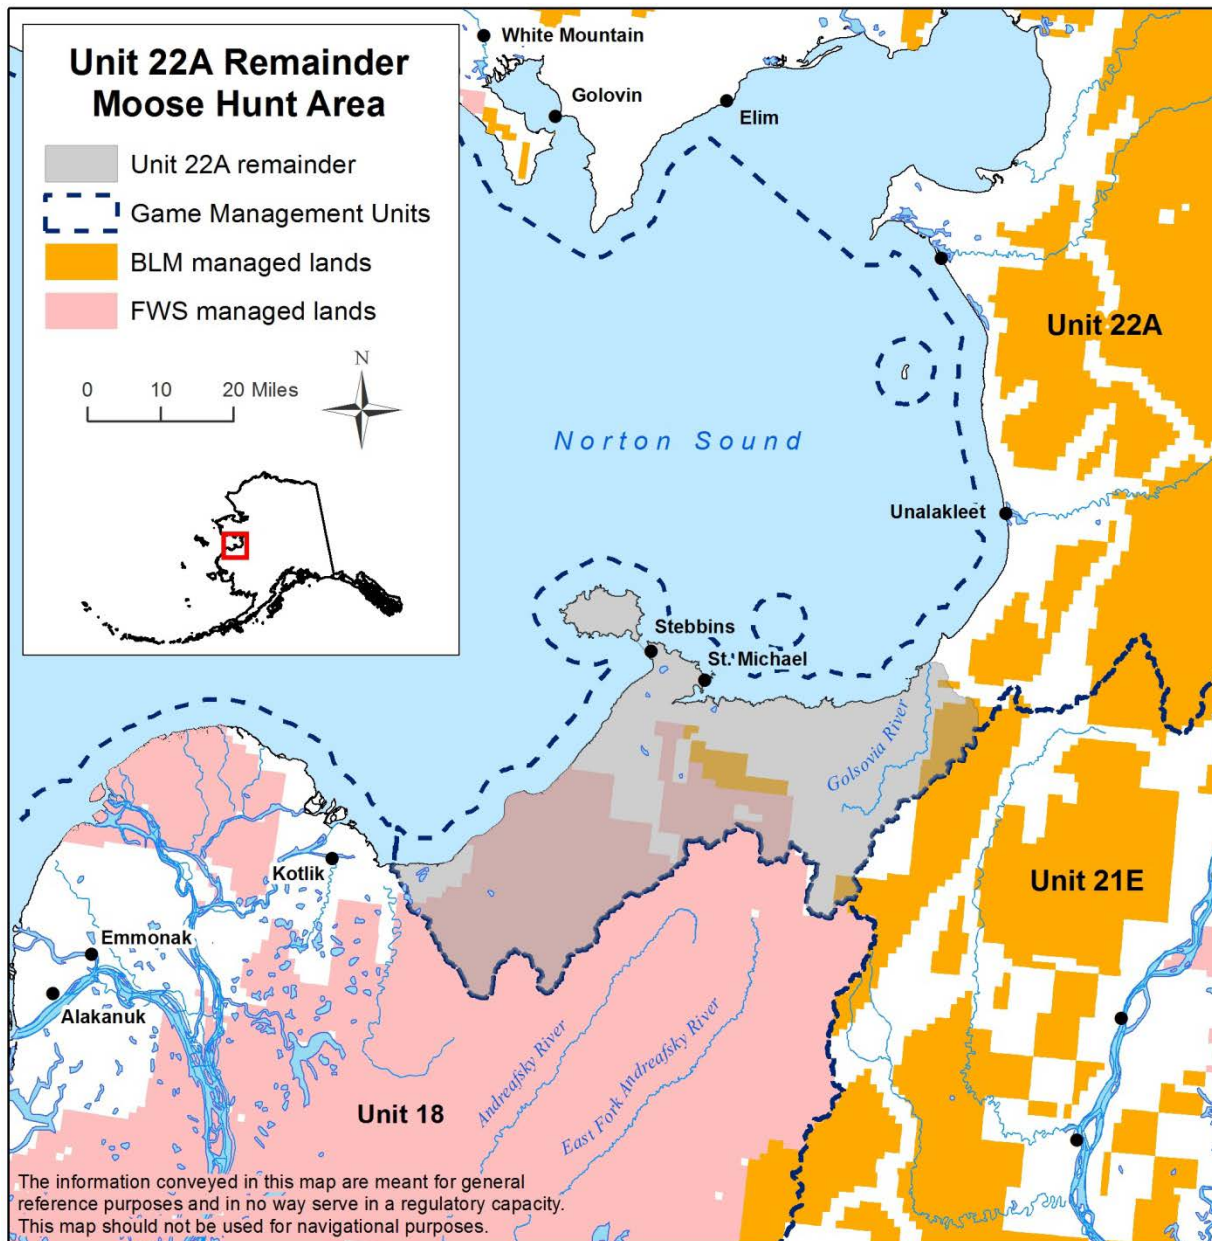 Unit 22A Remainder
Moose Hunt Area
Unit 22A remainder
Game Management Units
BLM managed lands
FWS managed lands
N
0 10 20 Miles
White Mountain
Golovin
Elim
Unit 22A
Norton Sound
Unalakleet
Stebbins
St. Michael
Golsovia River
Kotlik
Unit 21E
Emmonak
Alakanuk
Andreafsky River
East Fork Andreafsky River
Unit 18
The information conveyed in this map are meant for general
reference purposes and in no way serve in a regulatory capacity.
This map should not be used for navigational purposes.